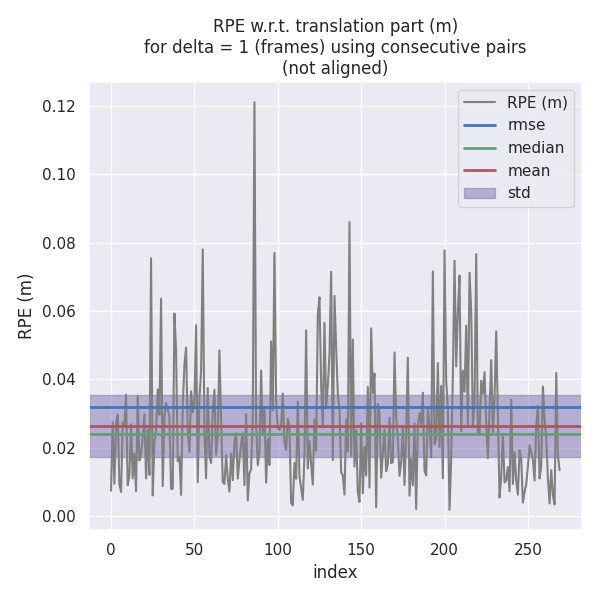 RPE w.r.t. translation part (m)
for delta = 1 (frames) using consecutive pairs
(not aligned)
RPE (m)
rmse
median
mean
std
0.12
0.10
0.08
0.06
0.04
0.02
0.00
RPE (m)
0 50 100 150 200 250
index